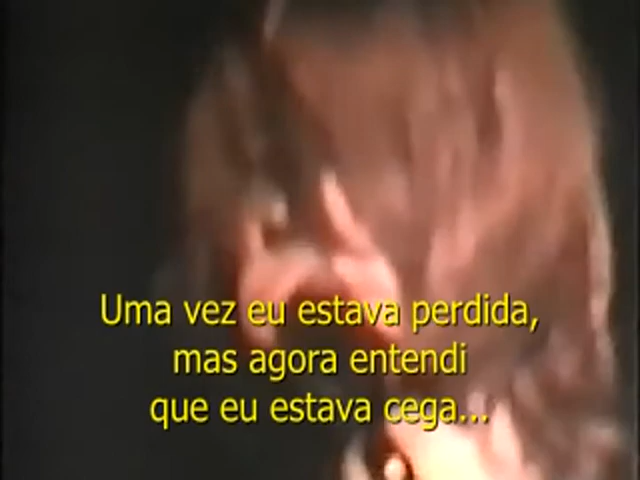 Uma vez eu estava perdida,
mas agora entendi
que eu estava cega...